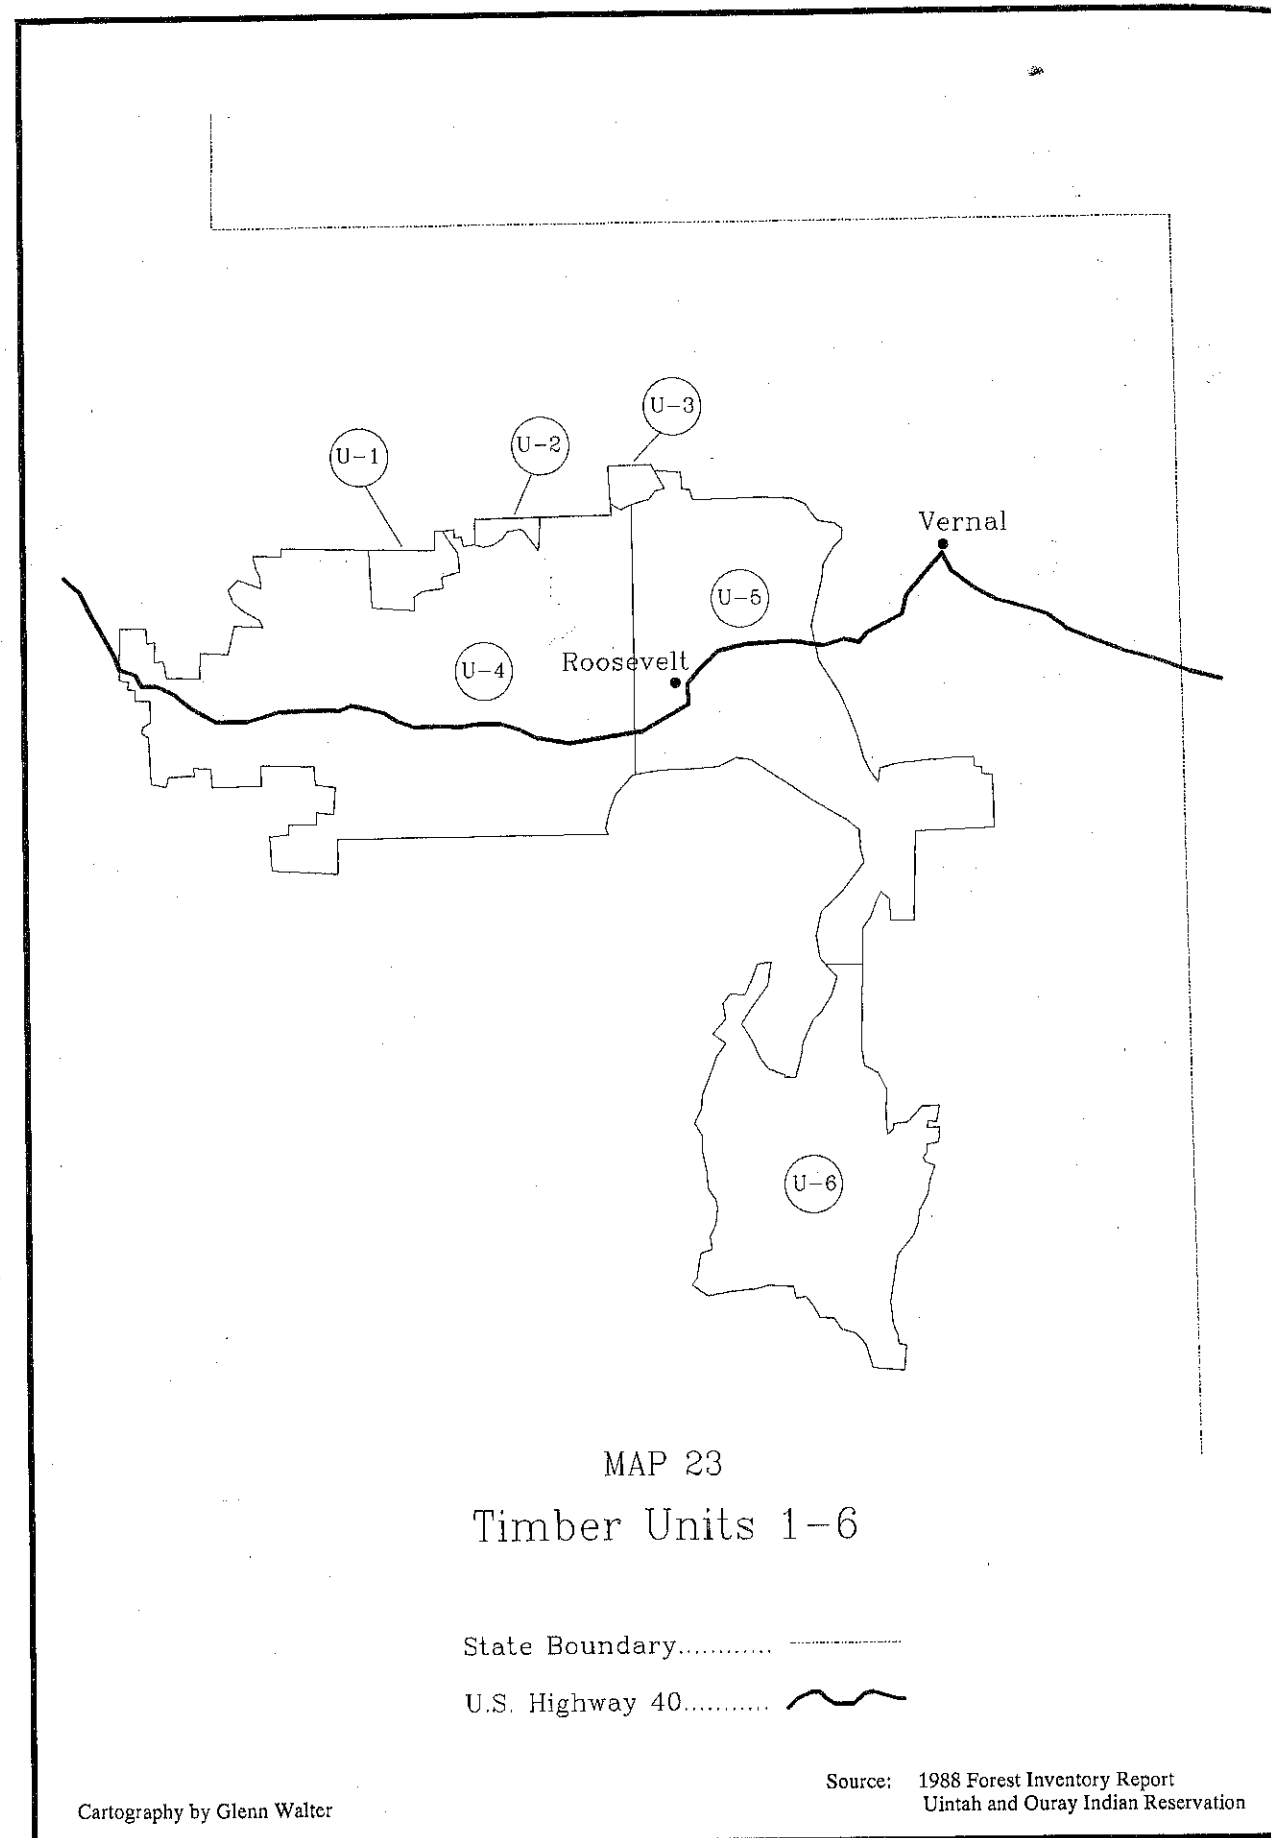 U-3
U-2
U-1
Vernal
U-5
Roosevelt
U-4
U-6
MAP 23
Timber Units 1-6
State Boundary............
U.S. Highway 40...........
Source: 1988 Forest Inventory Report
Uintah and Ouray Indian Reservation
Cartography by Glenn Walter